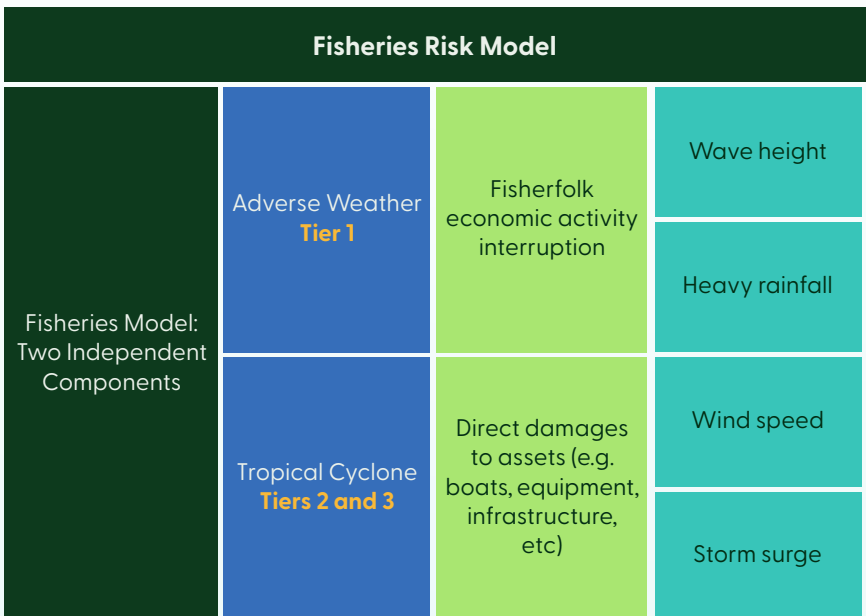 Fisheries Risk Model
Fisheries Model:
Two Independent
Components
Adverse Weather
Tier 1
Fisherfolk
economic activity
interruption
Wave height
Heavy rainfall
Tropical Cyclone
Tiers 2 and 3
Direct damages
to assets (e.g.
boats, equipment,
infrastructure,
etc)
Wind speed
Storm surge